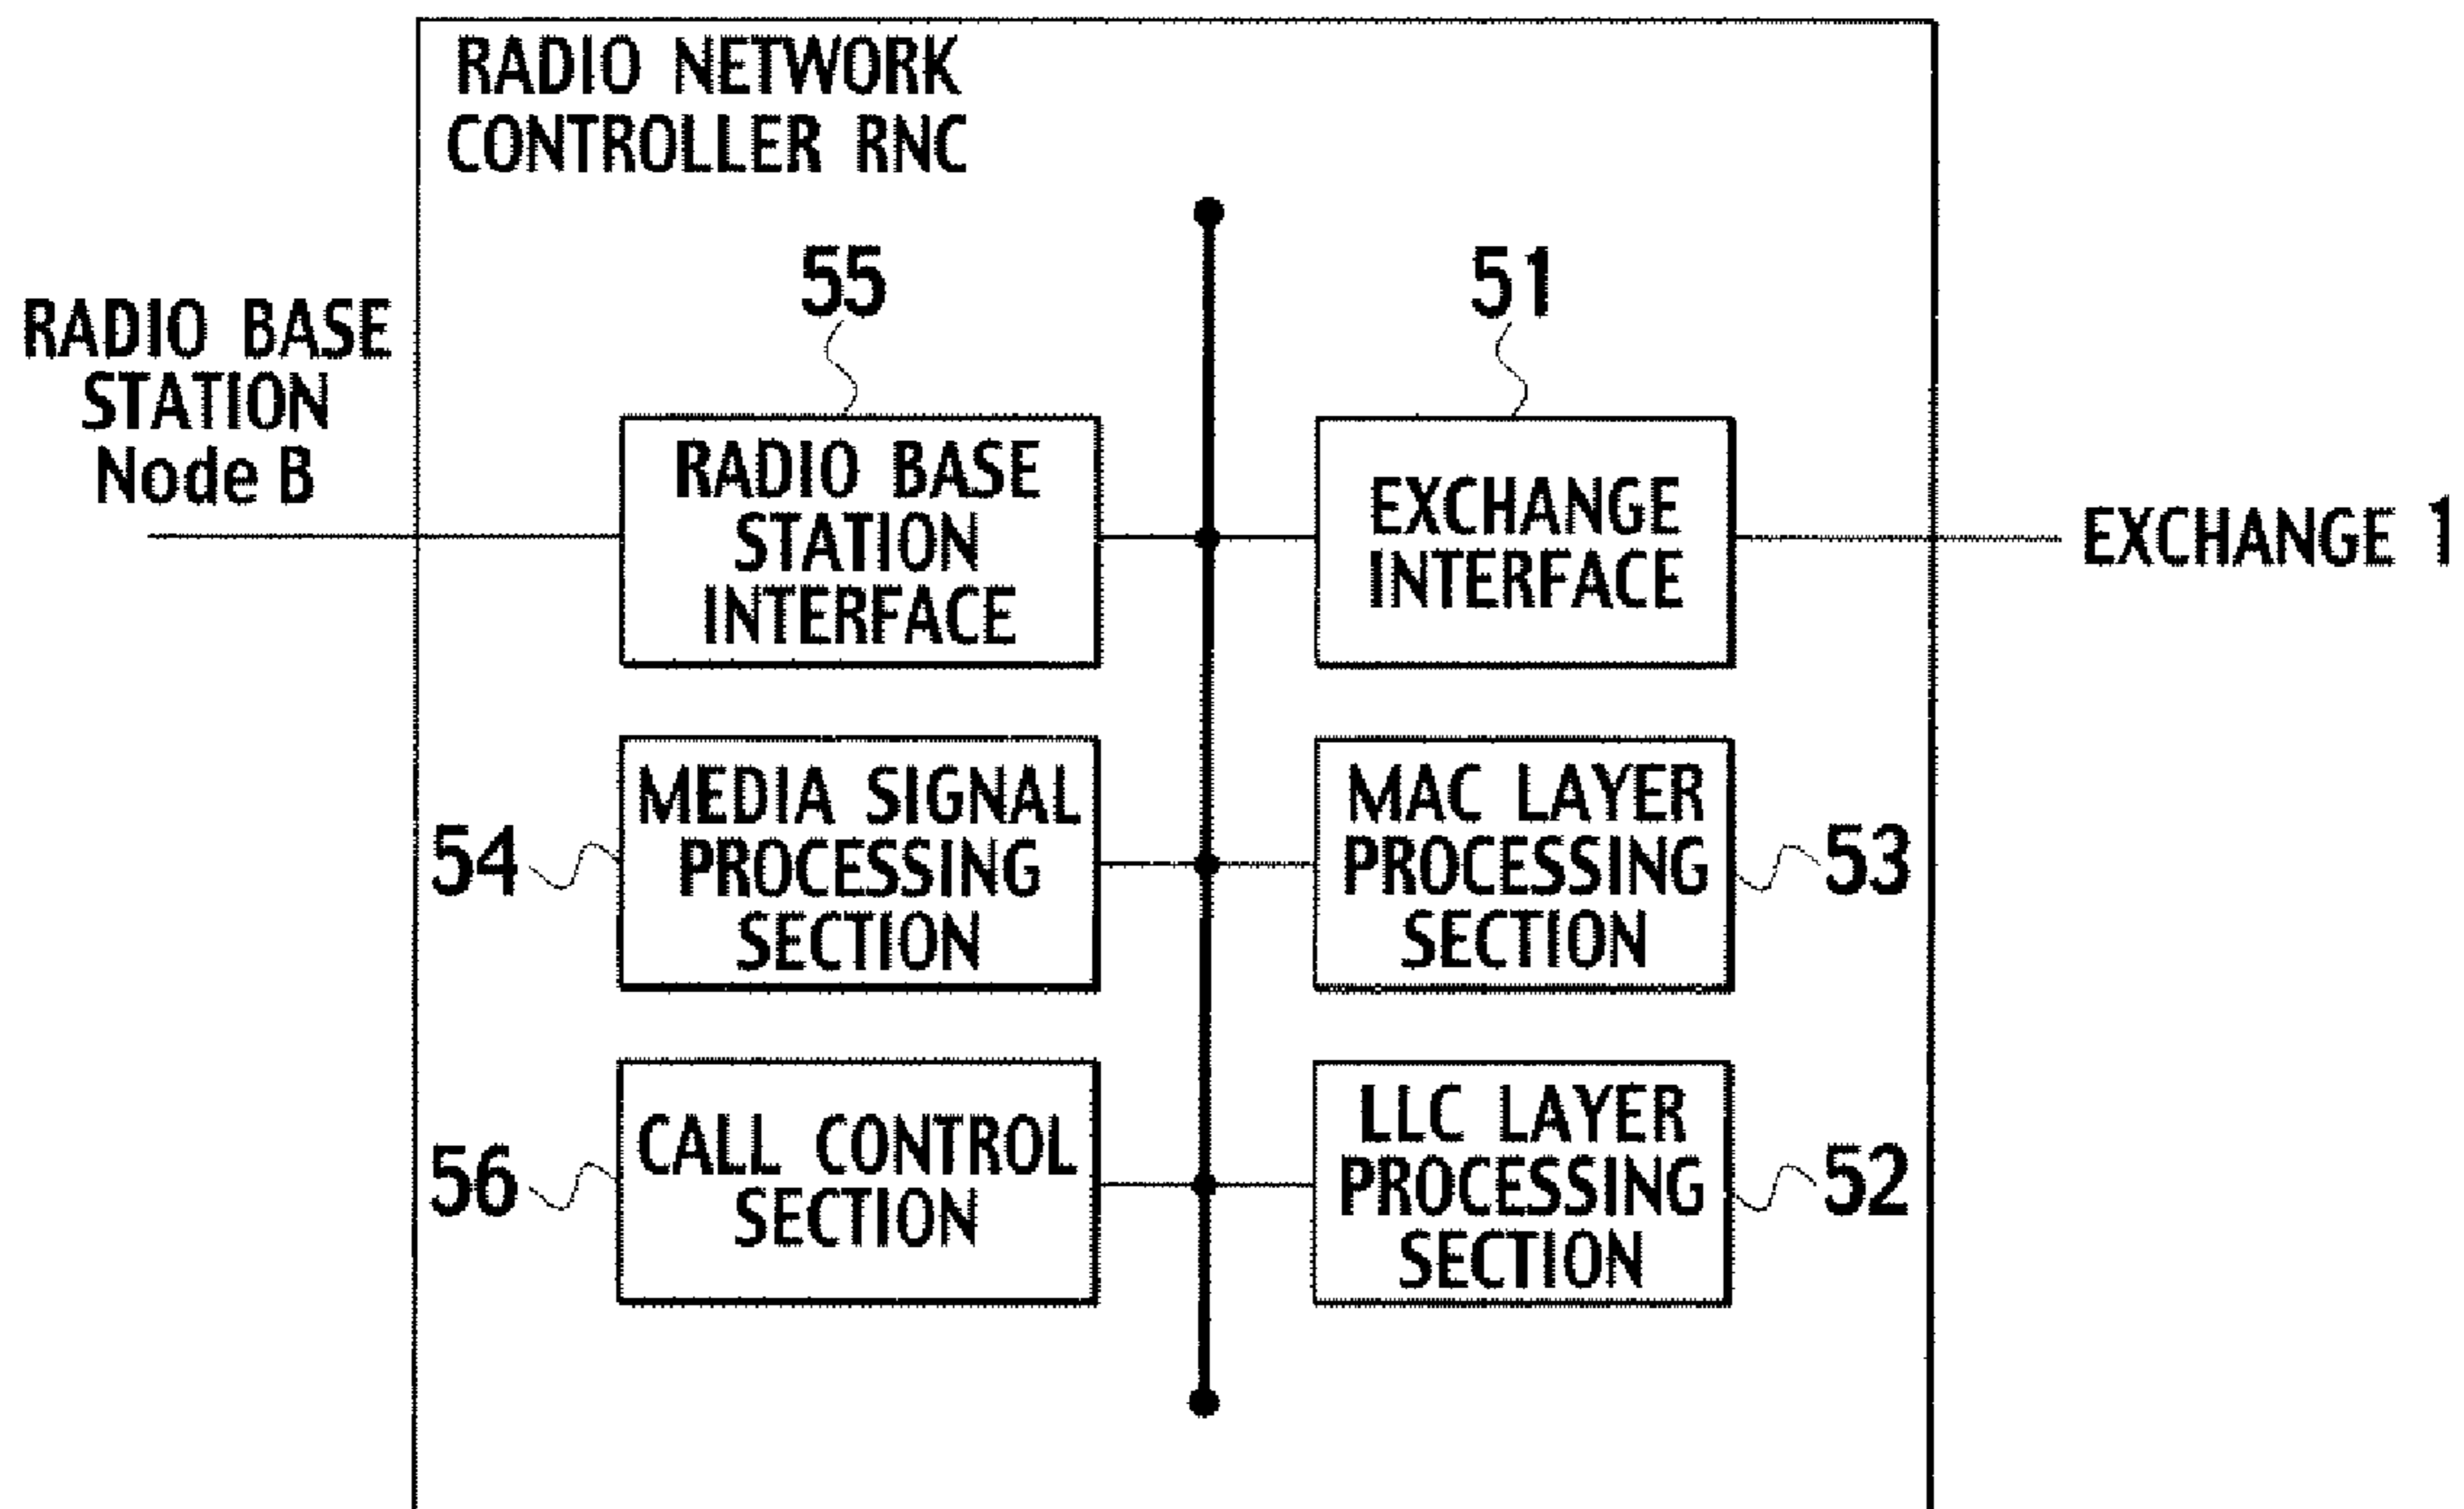 RADIO NETWORK
CONTROLLER RNC
55
51
RADIO BASE
STATION
Node B
RADIO BASE
STATION
INTERFACE
EXCHANGE
INTERFACE
EXCHANGE 1
54
MEDIA SIGNAL
PROCESSING
SECTION
MAC LAYER
PROCESSING
SECTION
53
56
CALL CONTROL
SECTION
LLC LAYER
PROCESSING
SECTION
52